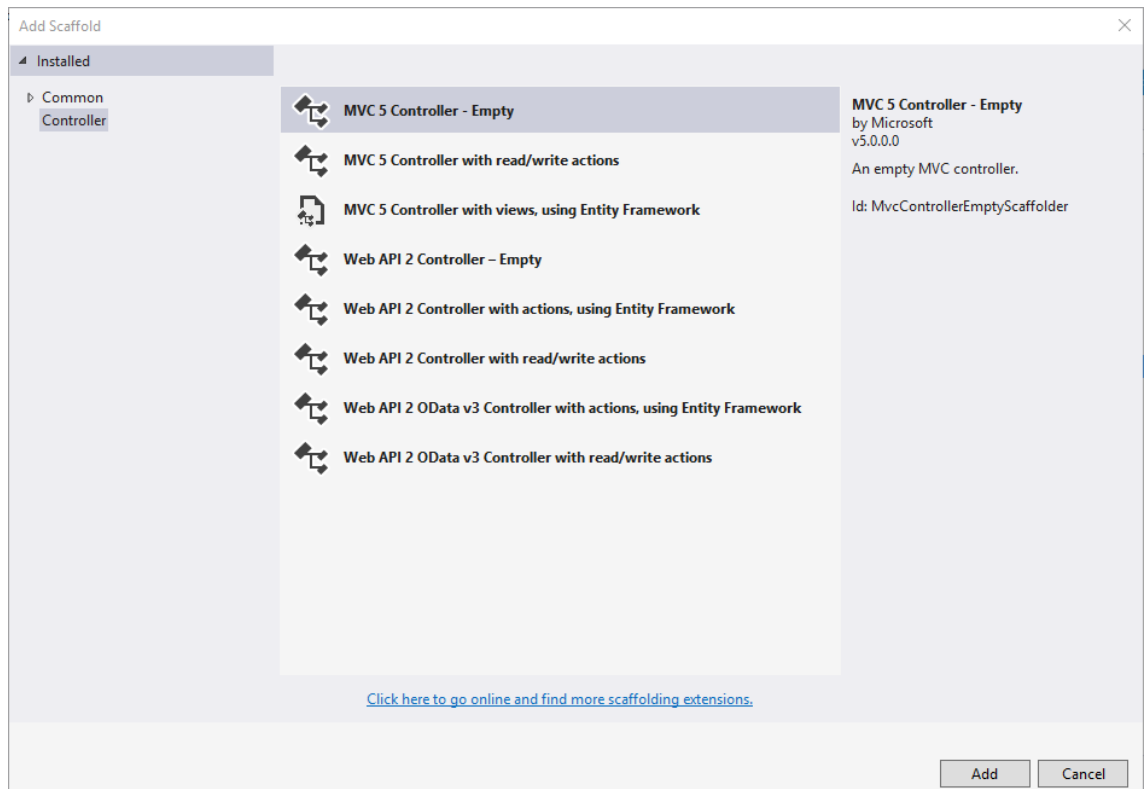 Add Scaffold
Installed
Common
Controller
MVC 5 Controller - Empty
MVC 5 Controller with read/write actions
MVC 5 Controller with views, using Entity Framework
Web API 2 Controller – Empty
Web API 2 Controller with actions, using Entity Framework
Web API 2 Controller with read/write actions
Web API 2 OData v3 Controller with actions, using Entity Framework
Web API 2 OData v3 Controller with read/write actions
MVC 5 Controller - Empty
by Microsoft
v5.0.0.0
An empty MVC controller.
Id: MvcControllerEmptyScaffolder
Click here to go online and find more scaffolding extensions.
Add
Cancel